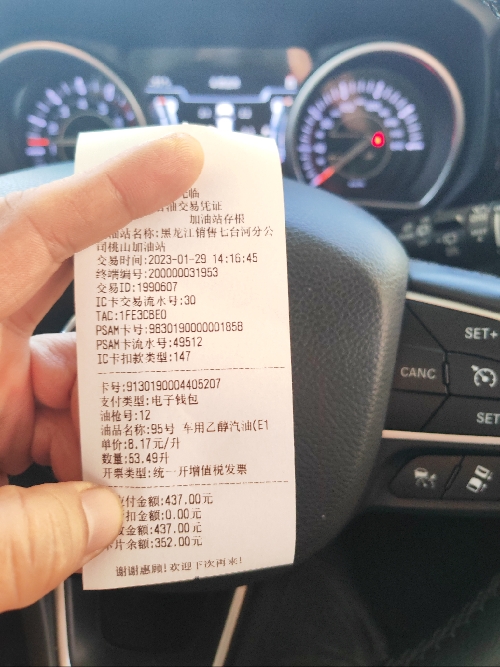 临
油交易凭证
加油站存根
油站名称:黑龙江销售七台河分公
司桃山加油站
交易时间:2023-01-29 14:16:45
终端编号:200000031953
交易ID:1990607
IC卡交易流水号:30
TAC:1FE3CBE0
PSAM卡号:9830190000001858
PSAM卡流水号:49512
IC卡扣款类型:147
卡号:9130190004405207
支付类型:电子钱包
油枪号:12
油品名称:95号 车用乙醇汽油(E1
单价:8.17元/升
数量:53.49升
开票类型:统一开增值税发票
付金额:437.00元
扣金额:0.00元
金额:437.00元
卡片余额:352.00元
谢谢惠顾!欢迎下次再来!
SET+
CANC
SET